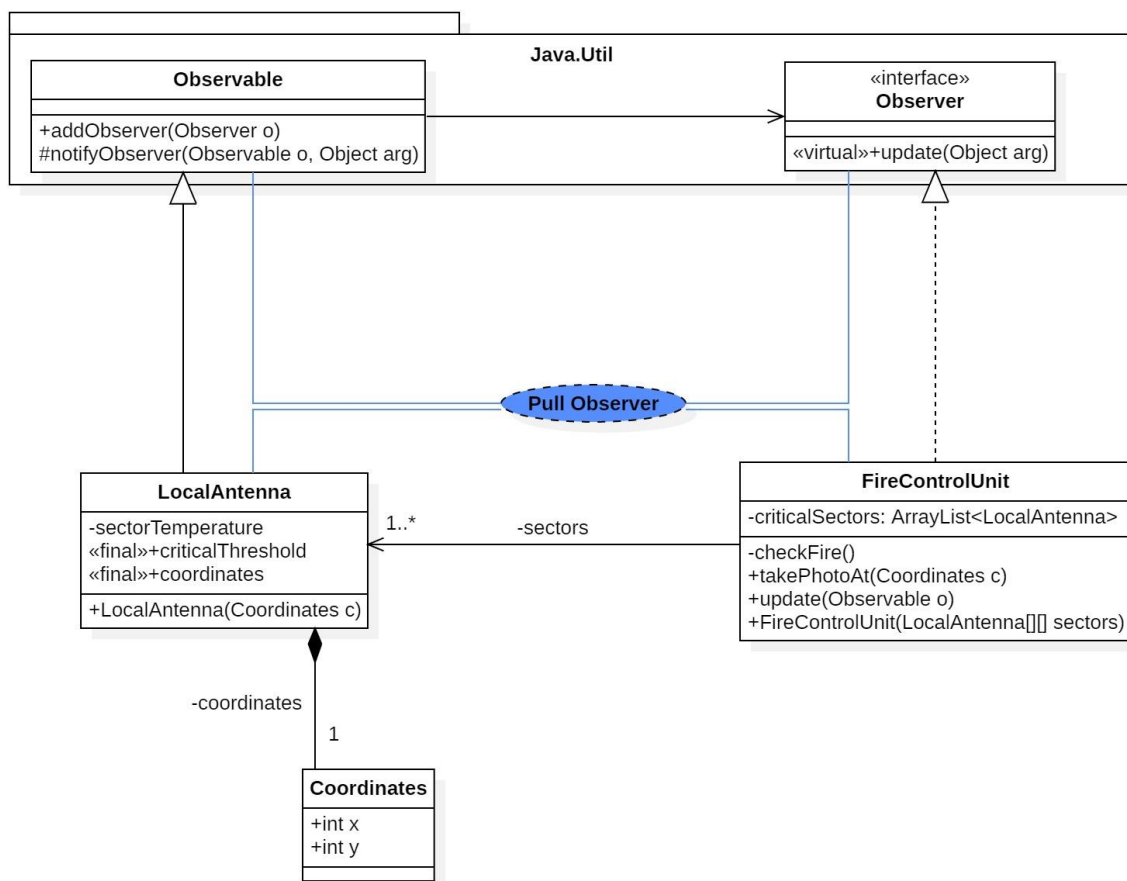 Java.Util
Observable
+addObserver(Observer o)
#notifyObserver(Observable o, Object arg)
«interface»
Observer
«virtual»+update(Object arg)
Pull Observer
LocalAntenna
-sectorTemperature
«final»+criticalThreshold
«final»+coordinates
+LocalAntenna(Coordinates c)
1..*
-sectors
FireControlUnit
-criticalSectors: ArrayList<LocalAntenna>
-checkFire()
+takePhotoAt(Coordinates c)
+update(Observable o)
+FireControlUnit(LocalAntenna[][] sectors)
-coordinates
1
Coordinates
+int x
+int y